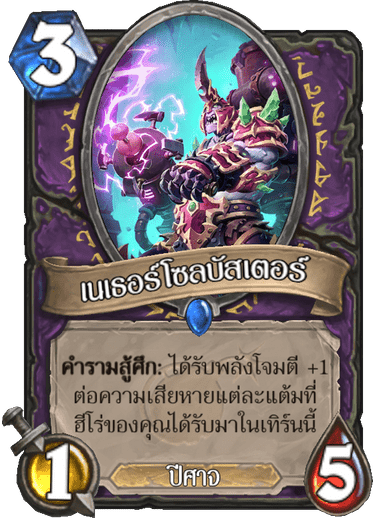 3
เนเธอร์โซลบัสเตอร์
คำรามสู้ศึก: ได้รับพลังโจมตี +1
ต่อความเสียหายแต่ละแต้มที่
ฮีโร่ของคุณได้รับมาในเทิร์นนี้
1
ปีศาจ
5